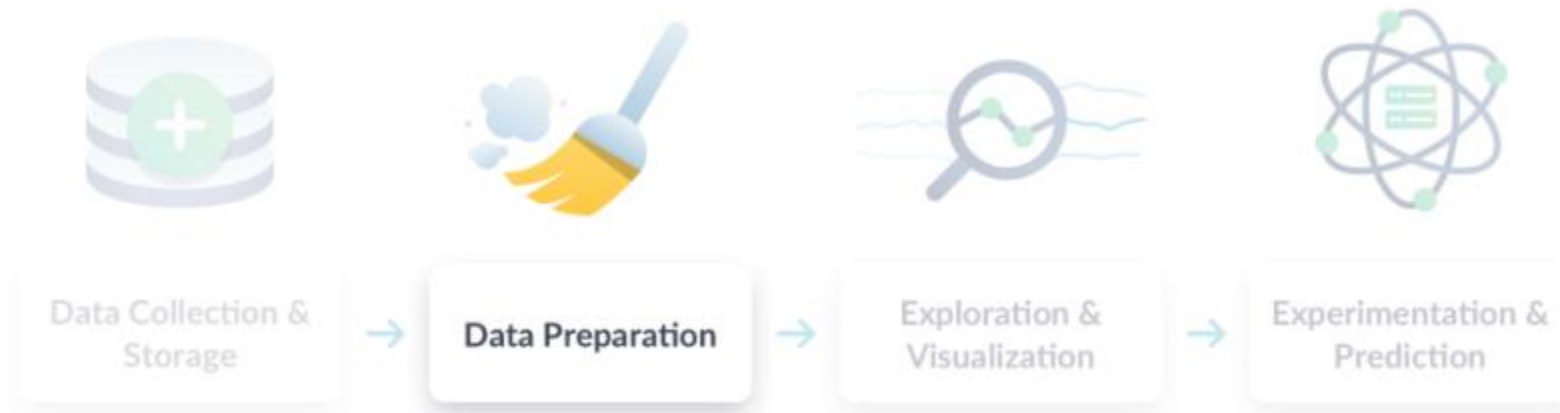 Data Collection &
Storage
Data Preparation
Exploration &
Visualization
Experimentation &
Prediction